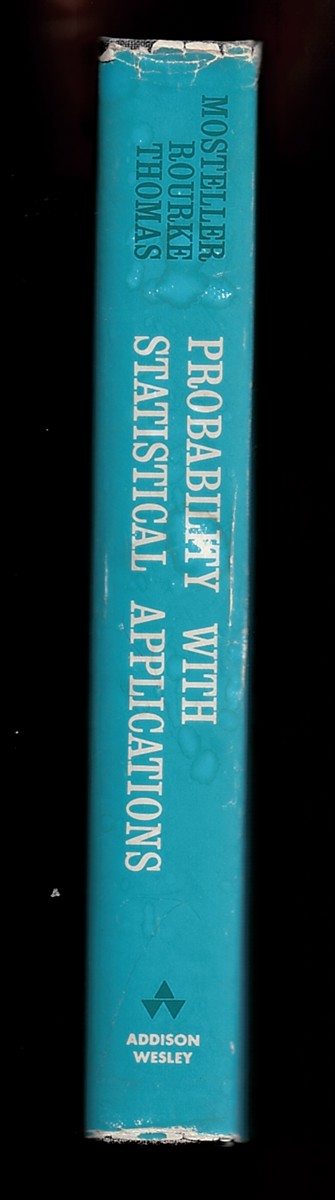 MOSTELLER
ROURKE
THOMAS
PROBABILITY WITH
STATISTICAL APPLICATIONS
ADDISON
WESLEY